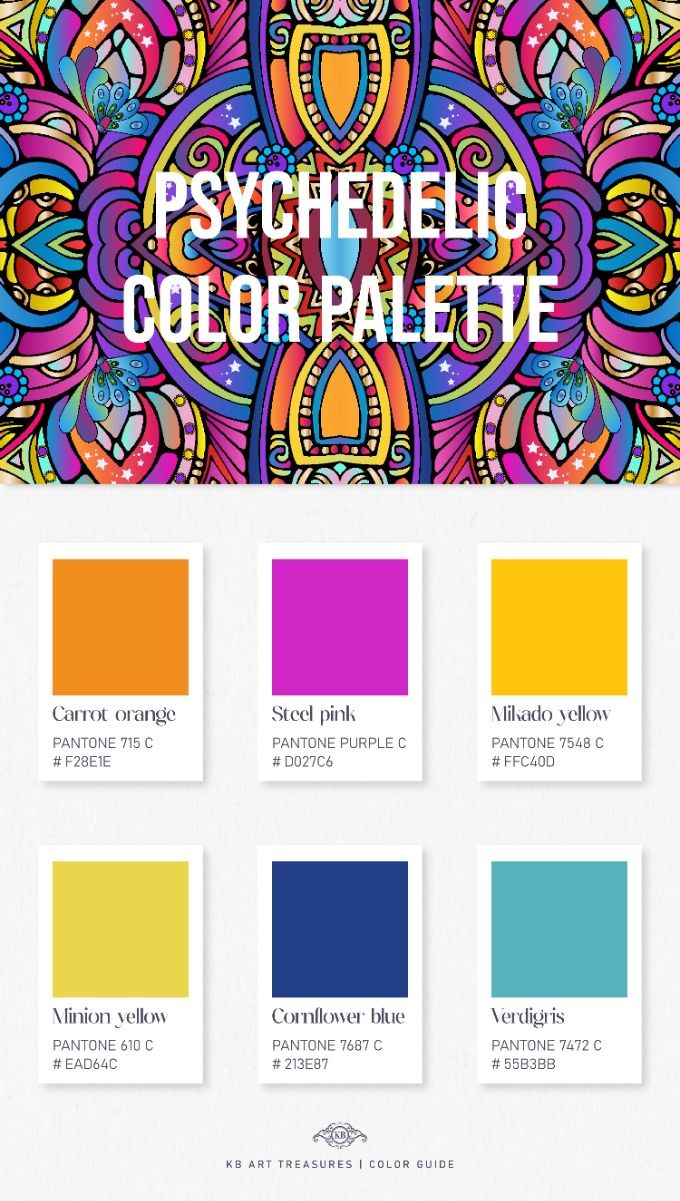 PSYCHEDELIC
COLOR PALETTE
Carrot orange
PANTONE 715 C
# F28E1E
Steel pink
PANTONE PURPLE C
# D027C6
Mikado yellow
PANTONE 7548 C
# FFC40D
Minion yellow
PANTONE 610 C
# EAD64C
Cornflower blue
PANTONE 7687 C
# 213E87
Verdigris
PANTONE 7472 C
# 55B3BB
KB
KB ART TREASURES | COLOR GUIDE